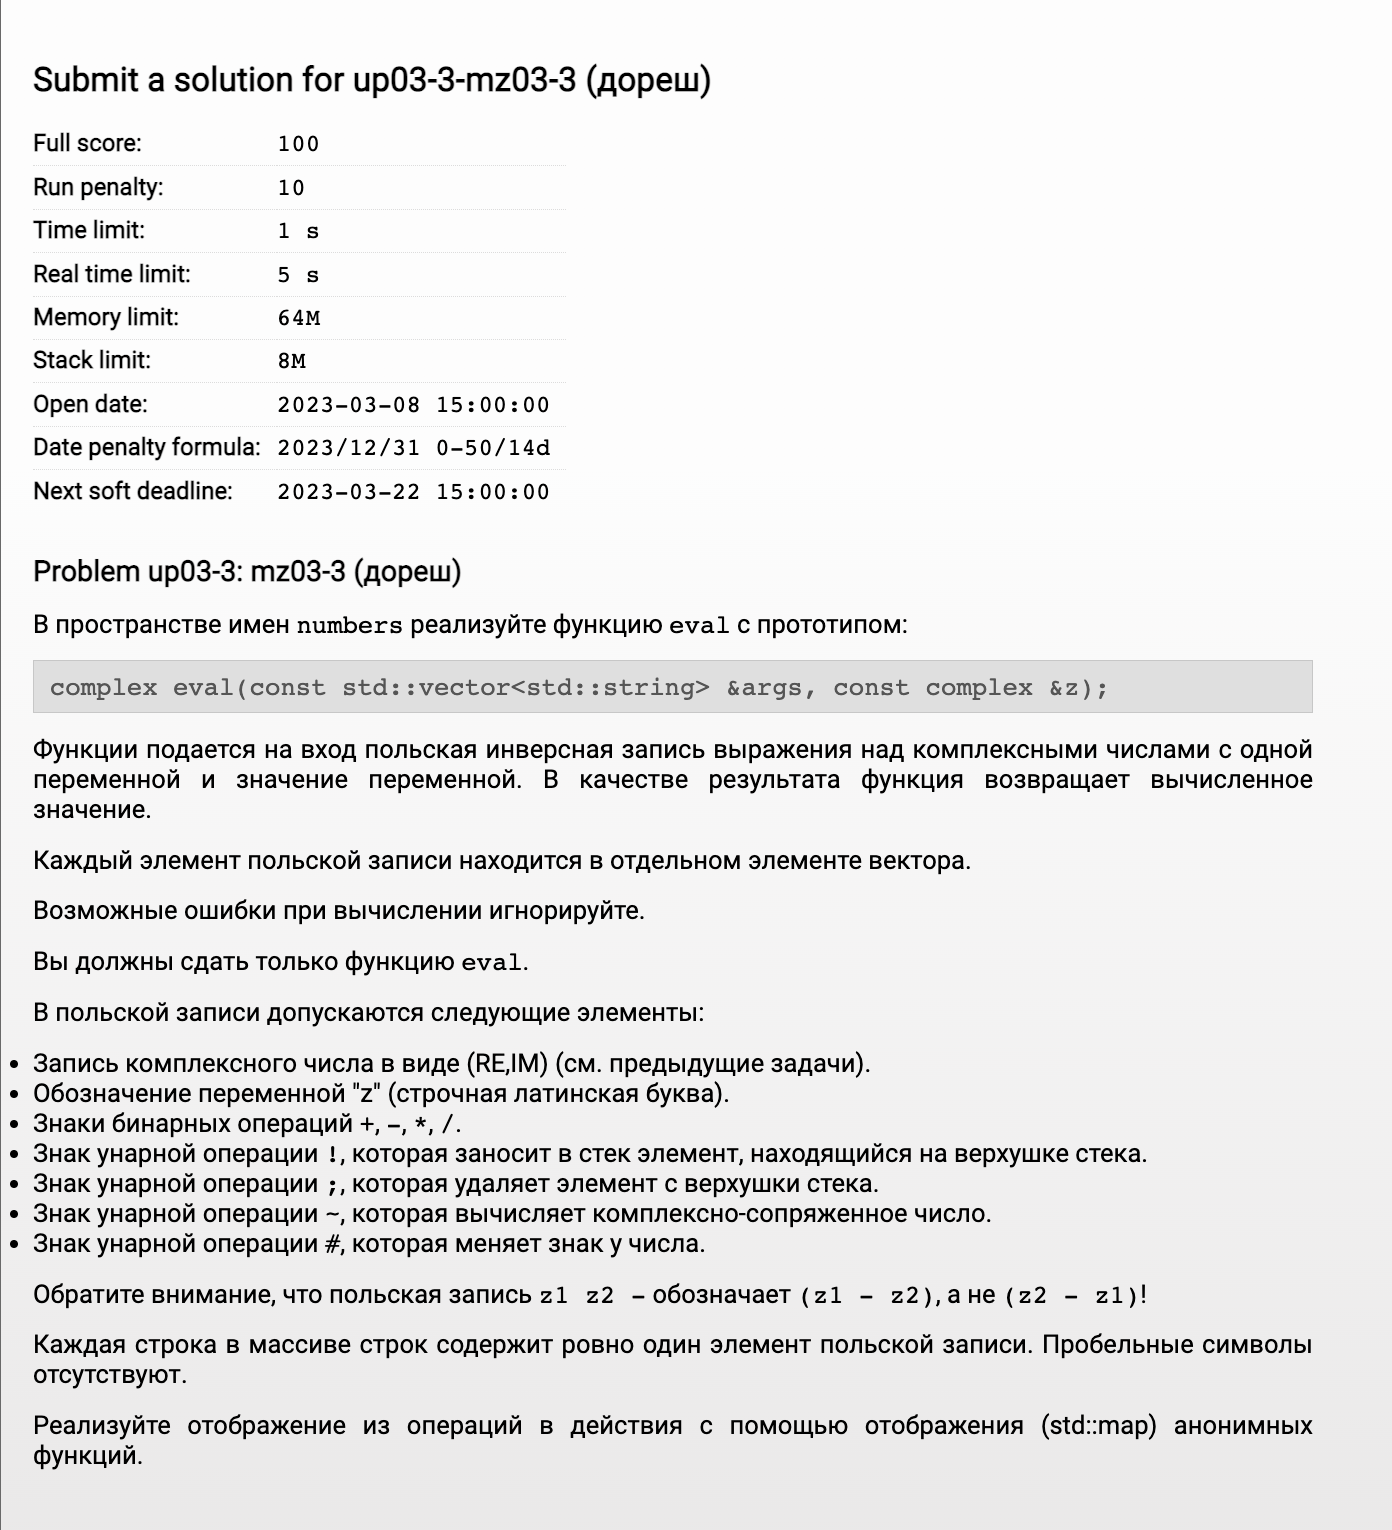 Submit a solution for up03-3-mz03-3 (дореш)
Full score: 100
Run penalty: 10
Time limit: 1 s
Real time limit: 5 s
Memory limit: 64M
Stack limit: 8M
Open date: 2023-03-08 15:00:00
Date penalty formula: 2023/12/31 0-50/14d
Next soft deadline: 2023-03-22 15:00:00
Problem up03-3: mz03-3 (дореш)
В пространстве имен numbers реализуйте функцию eval с прототипом:
complex eval(const std::vector<std::string> &args, const complex &z);
Функции подается на вход польская инверсная запись выражения над комплексными числами с одной
переменной и значение переменной. В качестве результата функция возвращает вычисленное
значение.
Каждый элемент польской записи находится в отдельном элементе вектора.
Возможные ошибки при вычислении игнорируйте.
Вы должны сдать только функцию eval.
В польской записи допускаются следующие элементы:
• Запись комплексного числа в виде (RE,IM) (см. предыдущие задачи).
• Обозначение переменной "z" (строчная латинская буква).
• Знаки бинарных операций +, -, *, /.
• Знак унарной операции !, которая заносит в стек элемент, находящийся на верхушке стека.
• Знак унарной операции ;, которая удаляет элемент с верхушки стека.
• Знак унарной операции ~, которая вычисляет комплексно-сопряженное число.
• Знак унарной операции #, которая меняет знак у числа.
Обратите внимание, что польская запись z1 z2 - обозначает (z1 - z2), а не (z2 - z1)!
Каждая строка в массиве строк содержит ровно один элемент польской записи. Пробельные символы
отсутствуют.
Реализуйте отображение из операций в действия с помощью отображения (std::map) анонимных
функций.